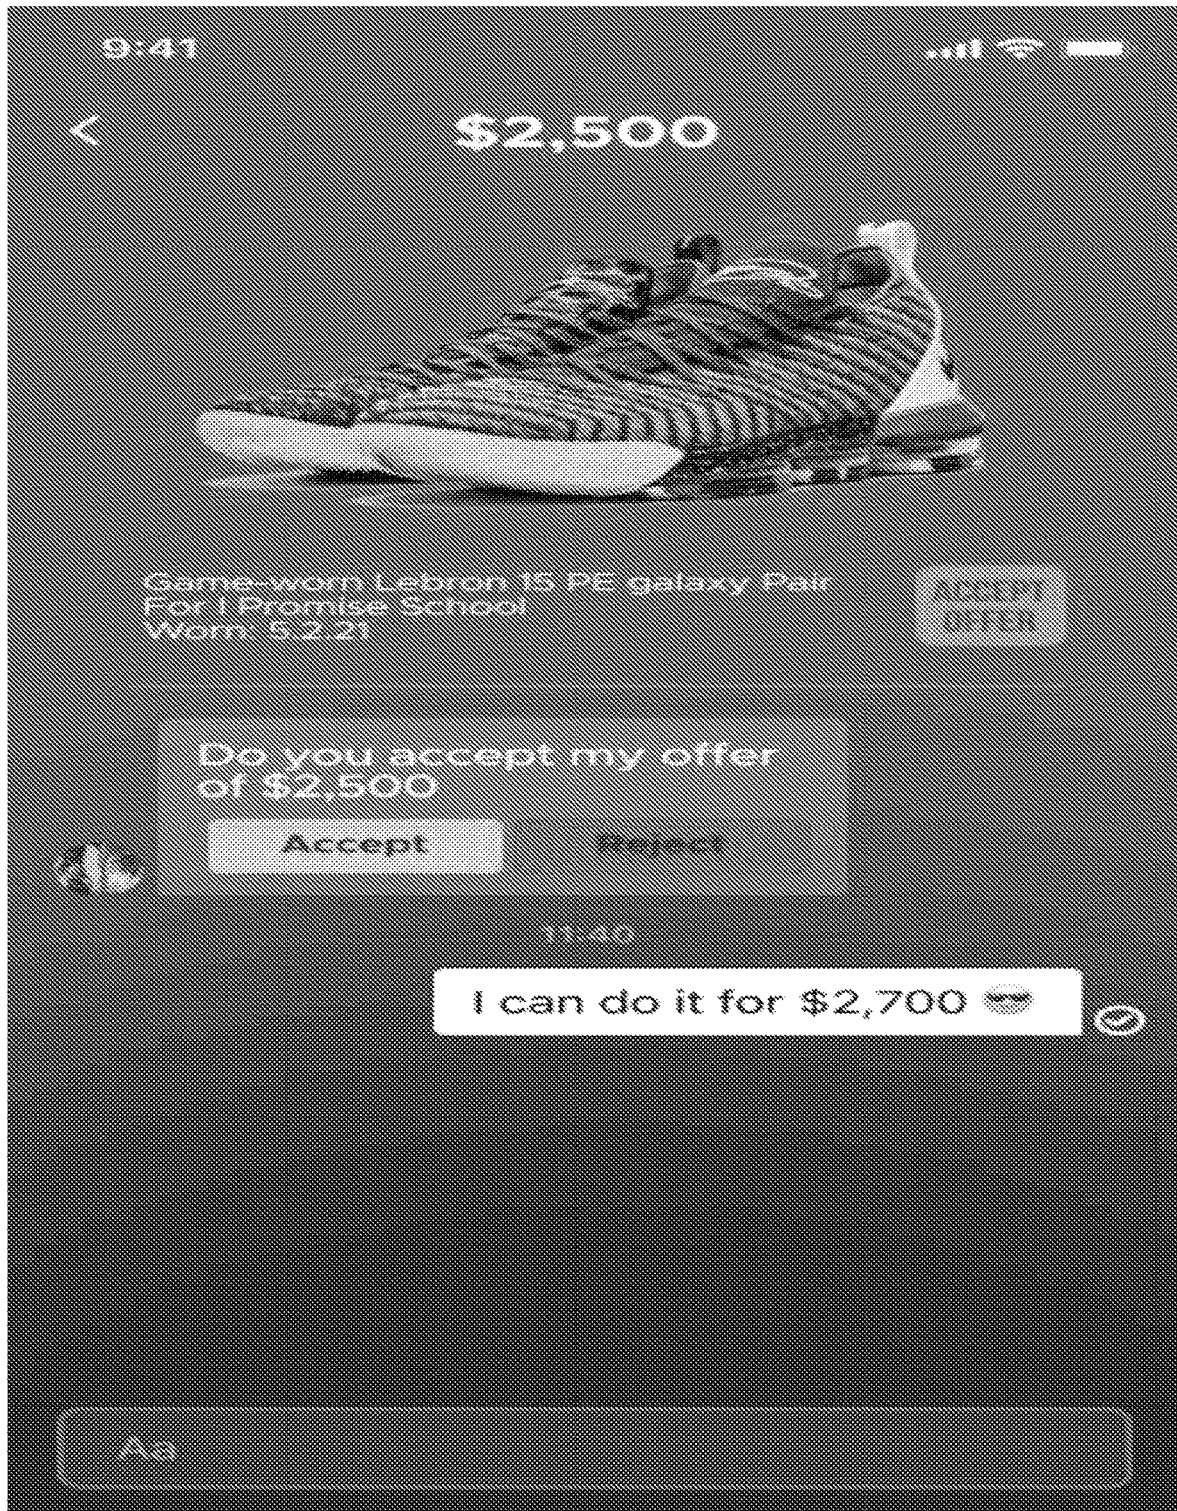 9:41
$2,500
Game-worn Lebron 15 PE galaxy Pair
For I Promise School
Worn: 5.2.21
Do you accept my offer
of $2,500
Accept Reject
11:40
I can do it for $2,700 😎
Aa